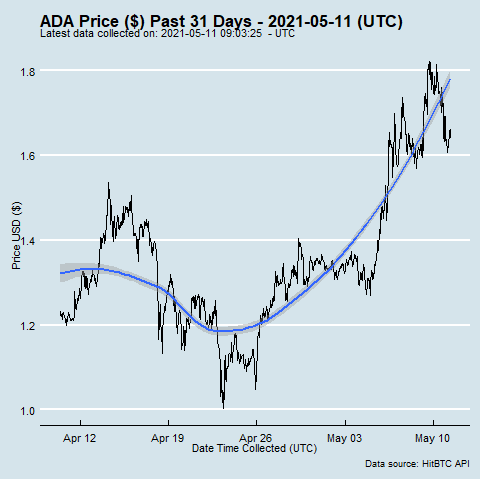 ADA Price ($) Past 31 Days - 2021-05-11 (UTC)
Latest data collected on: 2021-05-11 09:03:25 - UTC
1.8
1.6
1.4
1.2
1.0
Price USD ($)
Apr 12 Apr 19 Apr 26 May 03 May 10
Date Time Collected (UTC)
Data source: HitBTC API